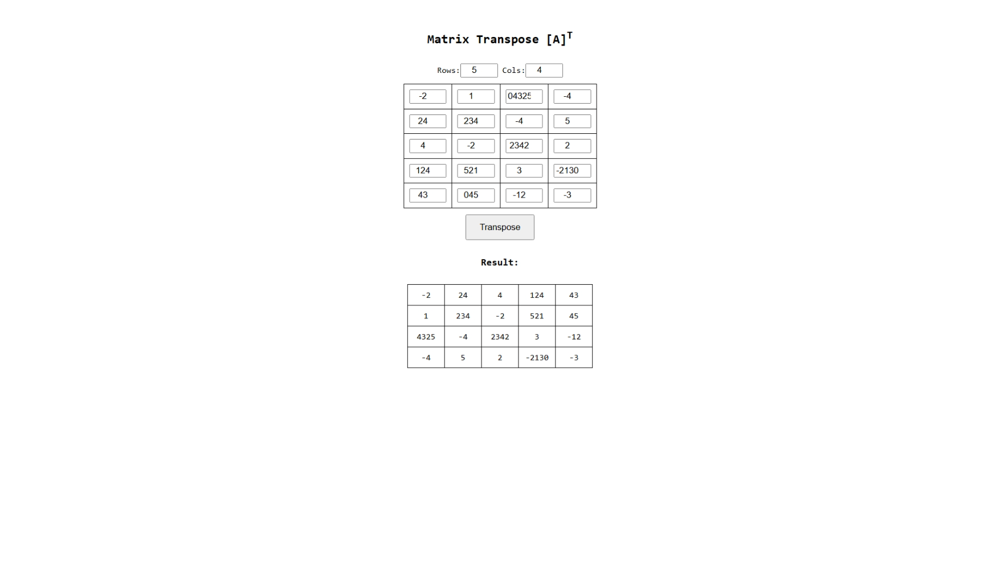 Matrix Transpose [A]T
Rows: 5 Cols: 4
-2 1 04325 -4
24 234 -4 5
4 -2 2342 2
124 521 3 -2130
43 045 -12 -3
Transpose
Result:
-2 24 4 124 43
1 234 -2 521 45
4325 -4 2342 3 -12
-4 5 2 -2130 -3